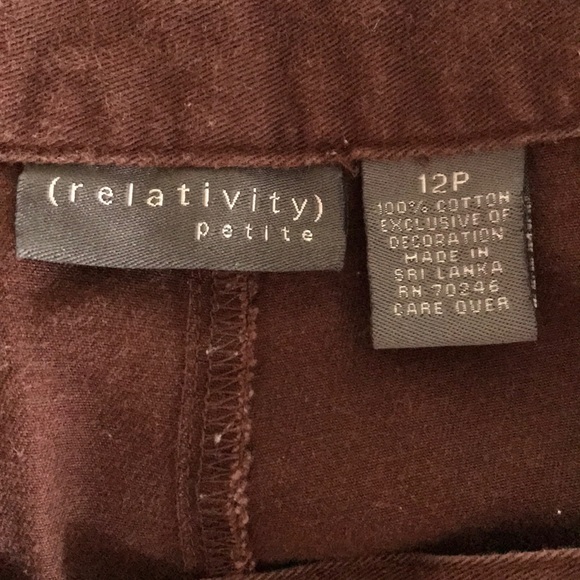 (relativity)
petite
12P
100% COTTON
EXCLUSIVE OF
DECORATION
MADE IN
SRI LANKA
RN 70246
CARE OVER